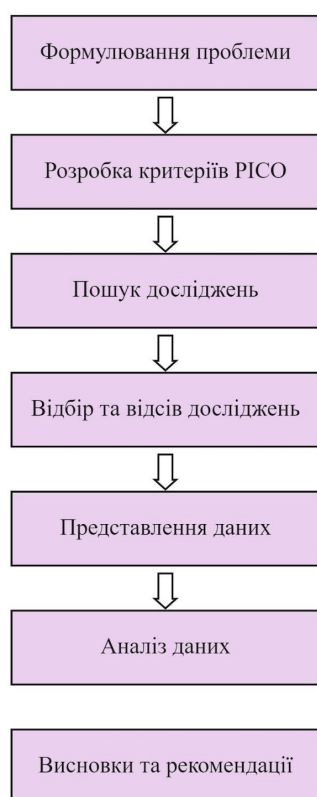 Формулювання проблеми
Розробка критеріїв PICO
Пошук досліджень
Відбір та відсів досліджень
Представлення даних
Аналіз даних
Висновки та рекомендації